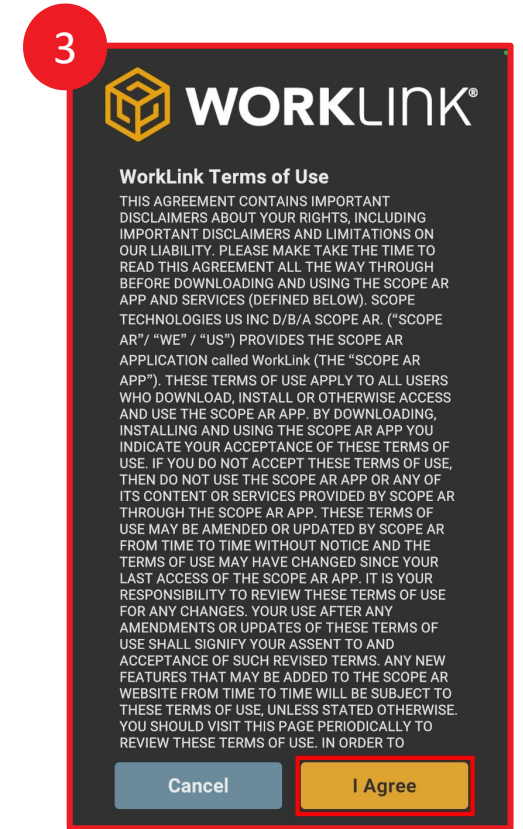 3
WORKLINK®
WorkLink Terms of Use
THIS AGREEMENT CONTAINS IMPORTANT
DISCLAIMERS ABOUT YOUR RIGHTS, INCLUDING
IMPORTANT DISCLAIMERS AND LIMITATIONS ON
OUR LIABILITY. PLEASE MAKE TAKE THE TIME TO
READ THIS AGREEMENT ALL THE WAY THROUGH
BEFORE DOWNLOADING AND USING THE SCOPE AR
APP AND SERVICES (DEFINED BELOW). SCOPE
TECHNOLOGIES US INC D/B/A SCOPE AR. (“SCOPE
AR”/ “WE” / “US”) PROVIDES THE SCOPE AR
APPLICATION called WorkLink (THE “SCOPE AR
APP”). THESE TERMS OF USE APPLY TO ALL USERS
WHO DOWNLOAD, INSTALL OR OTHERWISE ACCESS
AND USE THE SCOPE AR APP. BY DOWNLOADING,
INSTALLING AND USING THE SCOPE AR APP YOU
INDICATE YOUR ACCEPTANCE OF THESE TERMS OF
USE. IF YOU DO NOT ACCEPT THESE TERMS OF USE,
THEN DO NOT USE THE SCOPE AR APP OR ANY OF
ITS CONTENT OR SERVICES PROVIDED BY SCOPE AR
THROUGH THE SCOPE AR APP. THESE TERMS OF
USE MAY BE AMENDED OR UPDATED BY SCOPE AR
FROM TIME TO TIME WITHOUT NOTICE AND THE
TERMS OF USE MAY HAVE CHANGED SINCE YOUR
LAST ACCESS OF THE SCOPE AR APP. IT IS YOUR
RESPONSIBILITY TO REVIEW THESE TERMS OF USE
FOR ANY CHANGES. YOUR USE AFTER ANY
AMENDMENTS OR UPDATES OF THESE TERMS OF
USE SHALL SIGNIFY YOUR ASSENT TO AND
ACCEPTANCE OF SUCH REVISED TERMS. ANY NEW
FEATURES THAT MAY BE ADDED TO THE SCOPE AR
WEBSITE FROM TIME TO TIME WILL BE SUBJECT TO
THESE TERMS OF USE, UNLESS STATED OTHERWISE.
YOU SHOULD VISIT THIS PAGE PERIODICALLY TO
REVIEW THESE TERMS OF USE. IN ORDER TO
Cancel
I Agree